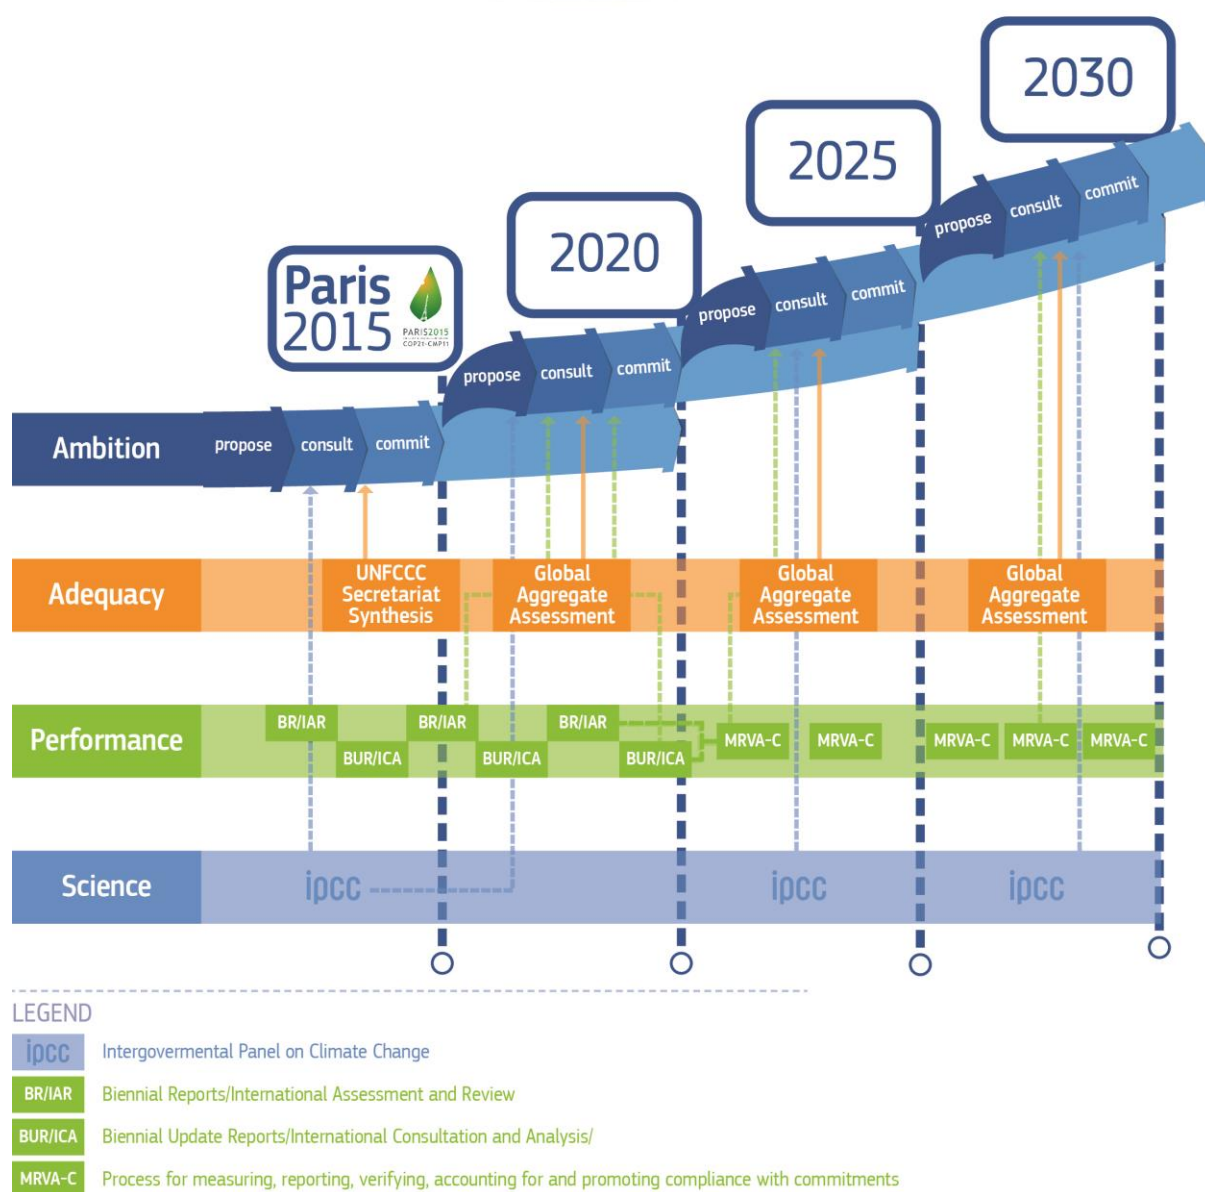 2030
2025
2020
Paris
2015
PARIS2015
COP21-CMP11
propose
consult
commit
propose
consult
commit
propose
consult
commit
Ambition
propose
consult
commit
Adequacy
UNFCCC
Secretariat
Synthesis
Global
Aggregate
Assessment
Global
Aggregate
Assessment
Global
Aggregate
Assessment
Performance
BR/IAR
BUR/ICA
BR/IAR
BUR/ICA
BR/IAR
BUR/ICA
MRVA-C
MRVA-C
MRVA-C
MRVA-C
MRVA-C
Science
ipcc
ipcc
ipcc
LEGEND
ipcc Intergovermental Panel on Climate Change
BR/IAR Biennial Reports/International Assessment and Review
BUR/ICA Biennial Update Reports/International Consultation and Analysis/
MRVA-C Process for measuring, reporting, verifying, accounting for and promoting compliance with commitments